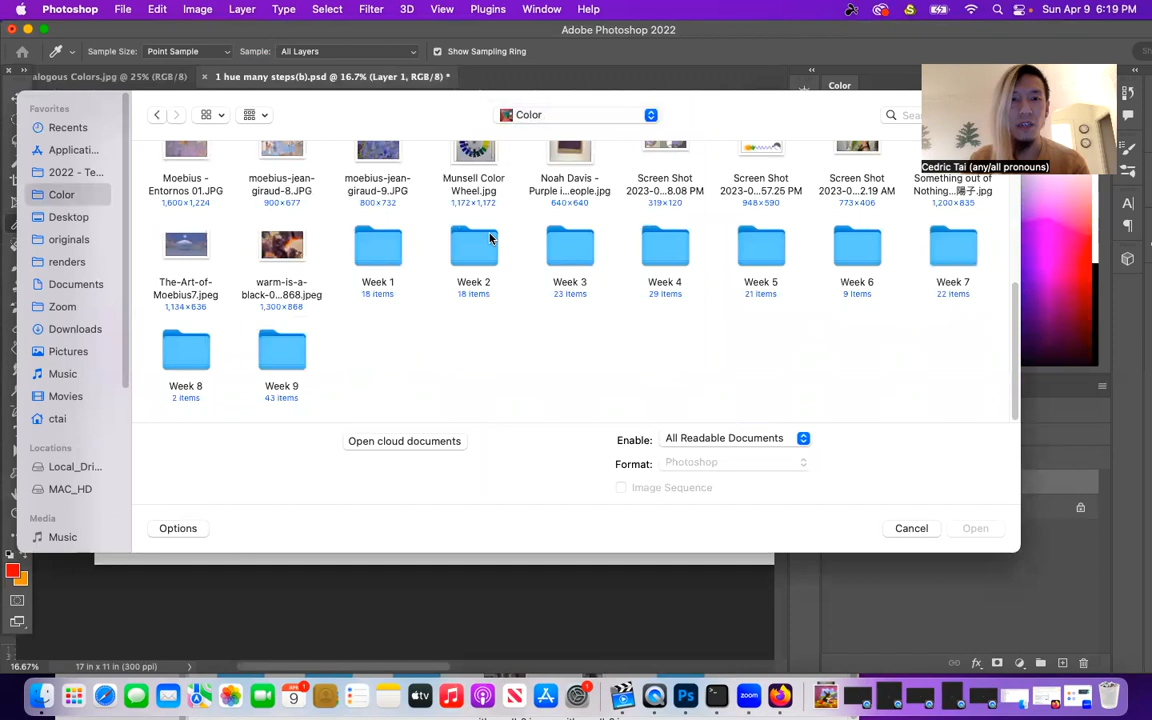 Photoshop File Edit Image Layer Type Select Filter 3D View Plugins Window Help Sun Apr 9 6:19 PM
Adobe Photoshop 2022
Sample Size: Point Sample Sample: All Layers Show Sampling Ring
alogous Colors.jpg @ 25% (RGB/8) 1 hue many steps(b).psd @ 16.7% (Layer 1, RGB/8) *
Color
Cedric Tai (any/all pronouns)
Favorites
Recents
Applicati...
2022 - Te...
Color
Desktop
originals
renders
Documents
Zoom
Downloads
Pictures
Music
Movies
ctai
Locations
Local_Dri...
MAC_HD
Media
Music
Color
Sea
Moebius - Entornos 01.JPG
1,600×1,224
moebius-jean-giraud-8.JPG
900×677
moebius-jean-giraud-9.JPG
800×732
Munsell Color Wheel.jpg
1,172×1,172
Noah Davis - Purple i...eople.jpg
640×640
Screen Shot 2023-0...8.08 PM
319×120
Screen Shot 2023-0...57.25 PM
948×590
Screen Shot 2023-0...2.19 AM
773×406
Something out of Nothing...陽子.jpg
1,200×835
The-Art-of-Moebius7.jpeg
1,134×636
warm-is-a-black-0...868.jpeg
1,300×868
Week 1
18 items
Week 2
18 items
Week 3
23 items
Week 4
29 items
Week 5
21 items
Week 6
9 items
Week 7
22 items
Week 8
2 items
Week 9
43 items
Open cloud documents
Enable: All Readable Documents
Format: Photoshop
Image Sequence
Options
Cancel
Open
16.67% 17 in x 11 in (300 ppi)